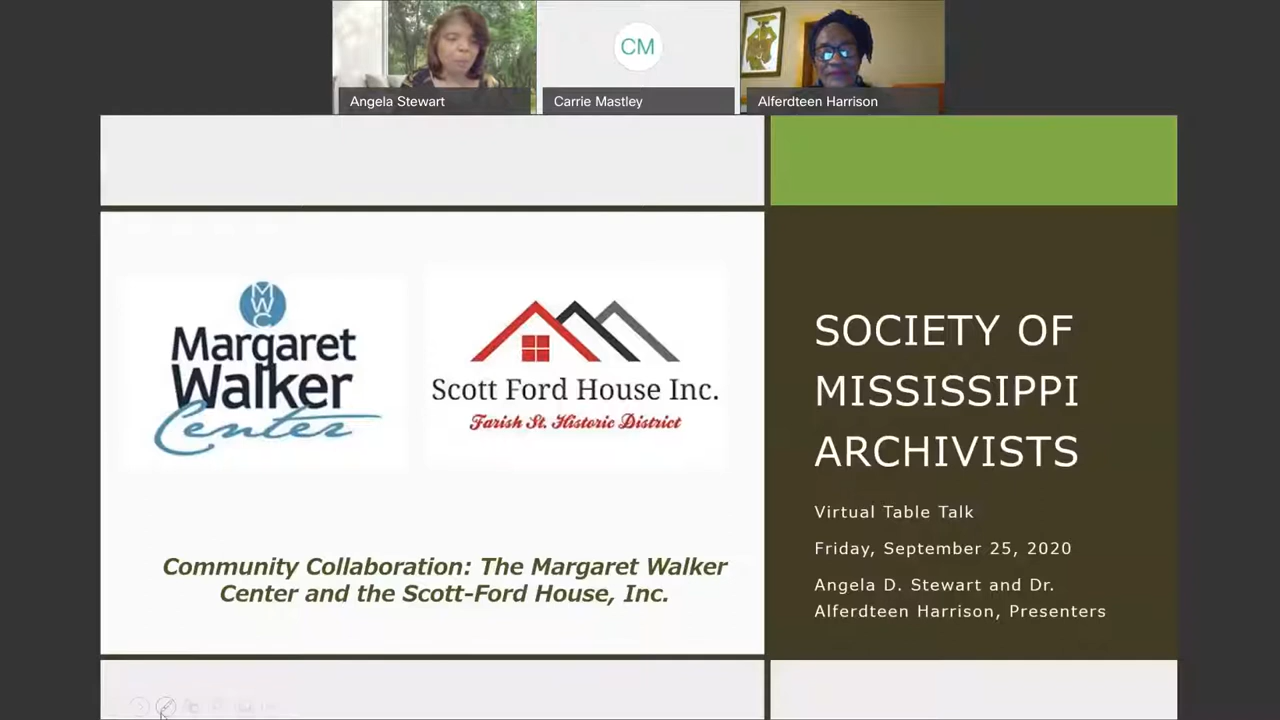 CM
Angela Stewart
Carrie Mastley
Alferdteen Harrison
MWC
Margaret
Walker
Center
Scott Ford House Inc.
Farish St. Historic District
Community Collaboration: The Margaret Walker
Center and the Scott-Ford House, Inc.
SOCIETY OF
MISSISSIPPI
ARCHIVISTS
Virtual Table Talk
Friday, September 25, 2020
Angela D. Stewart and Dr.
Alferdteen Harrison, Presenters